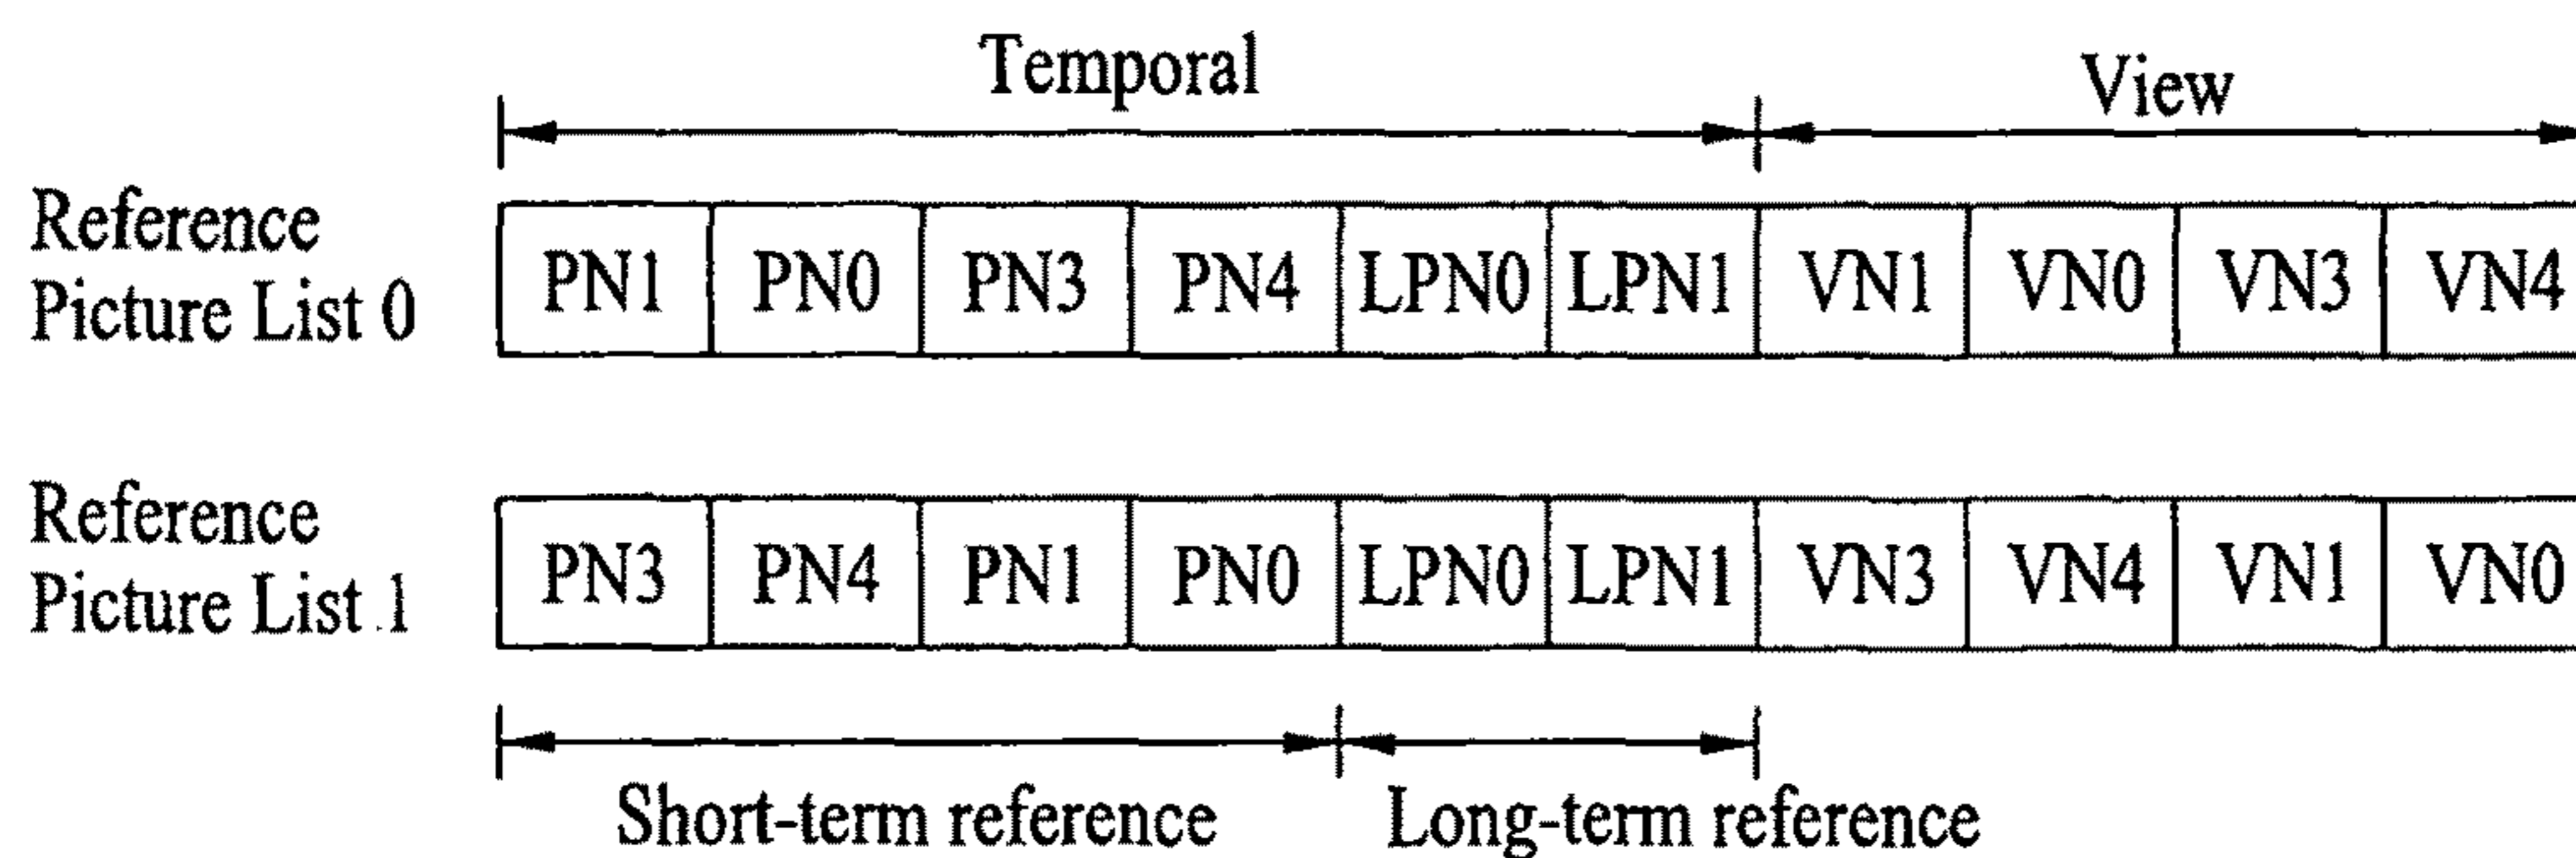 Temporal View
Reference
Picture List 0
PN1 PN0 PN3 PN4 LPN0 LPN1 VN1 VN0 VN3 VN4
Reference
Picture List 1
PN3 PN4 PN1 PN0 LPN0 LPN1 VN3 VN4 VN1 VN0
Short-term reference Long-term reference